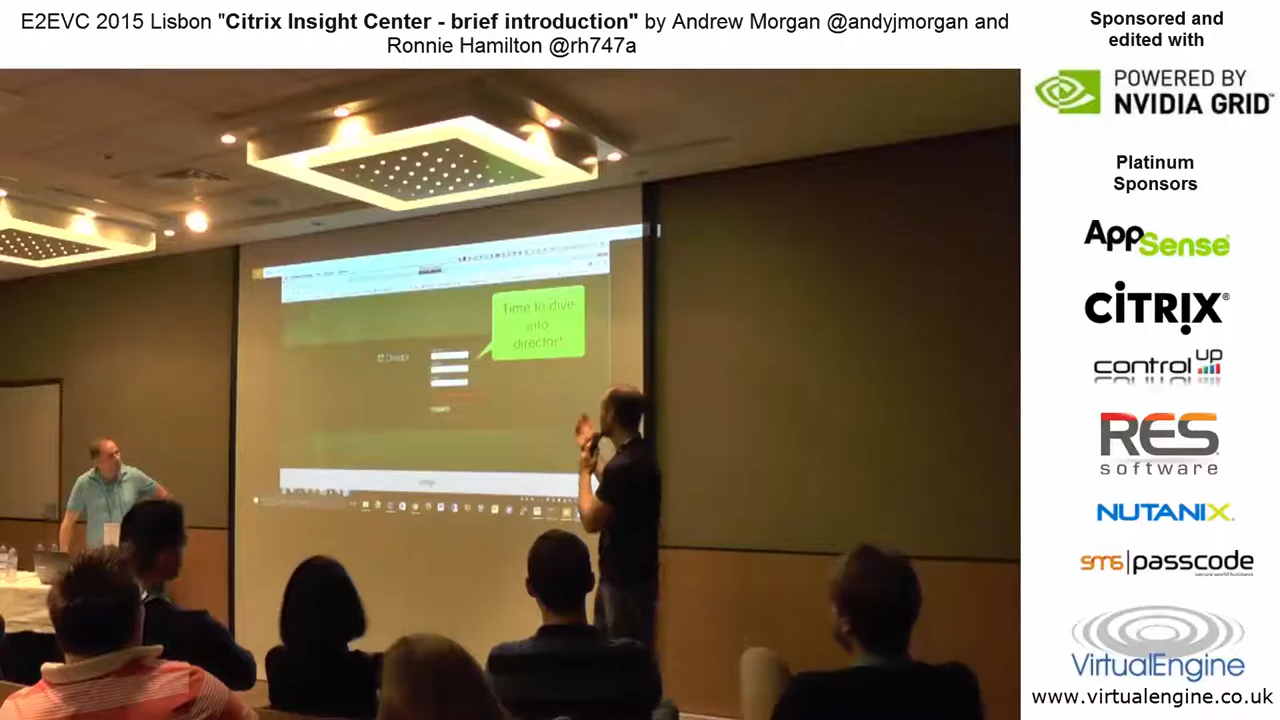 E2EVC 2015 Lisbon "Citrix Insight Center - brief introduction" by Andrew Morgan @andyjmorgan and
Ronnie Hamilton @rh747a
Sponsored and
edited with
POWERED BY
NVIDIA GRID
Platinum
Sponsors
AppSense
CITRIX
control UP
RES
software
NUTANIX
sms|passcode
VirtualEngine
www.virtualengine.co.uk
Time to dive
into
director*
Director